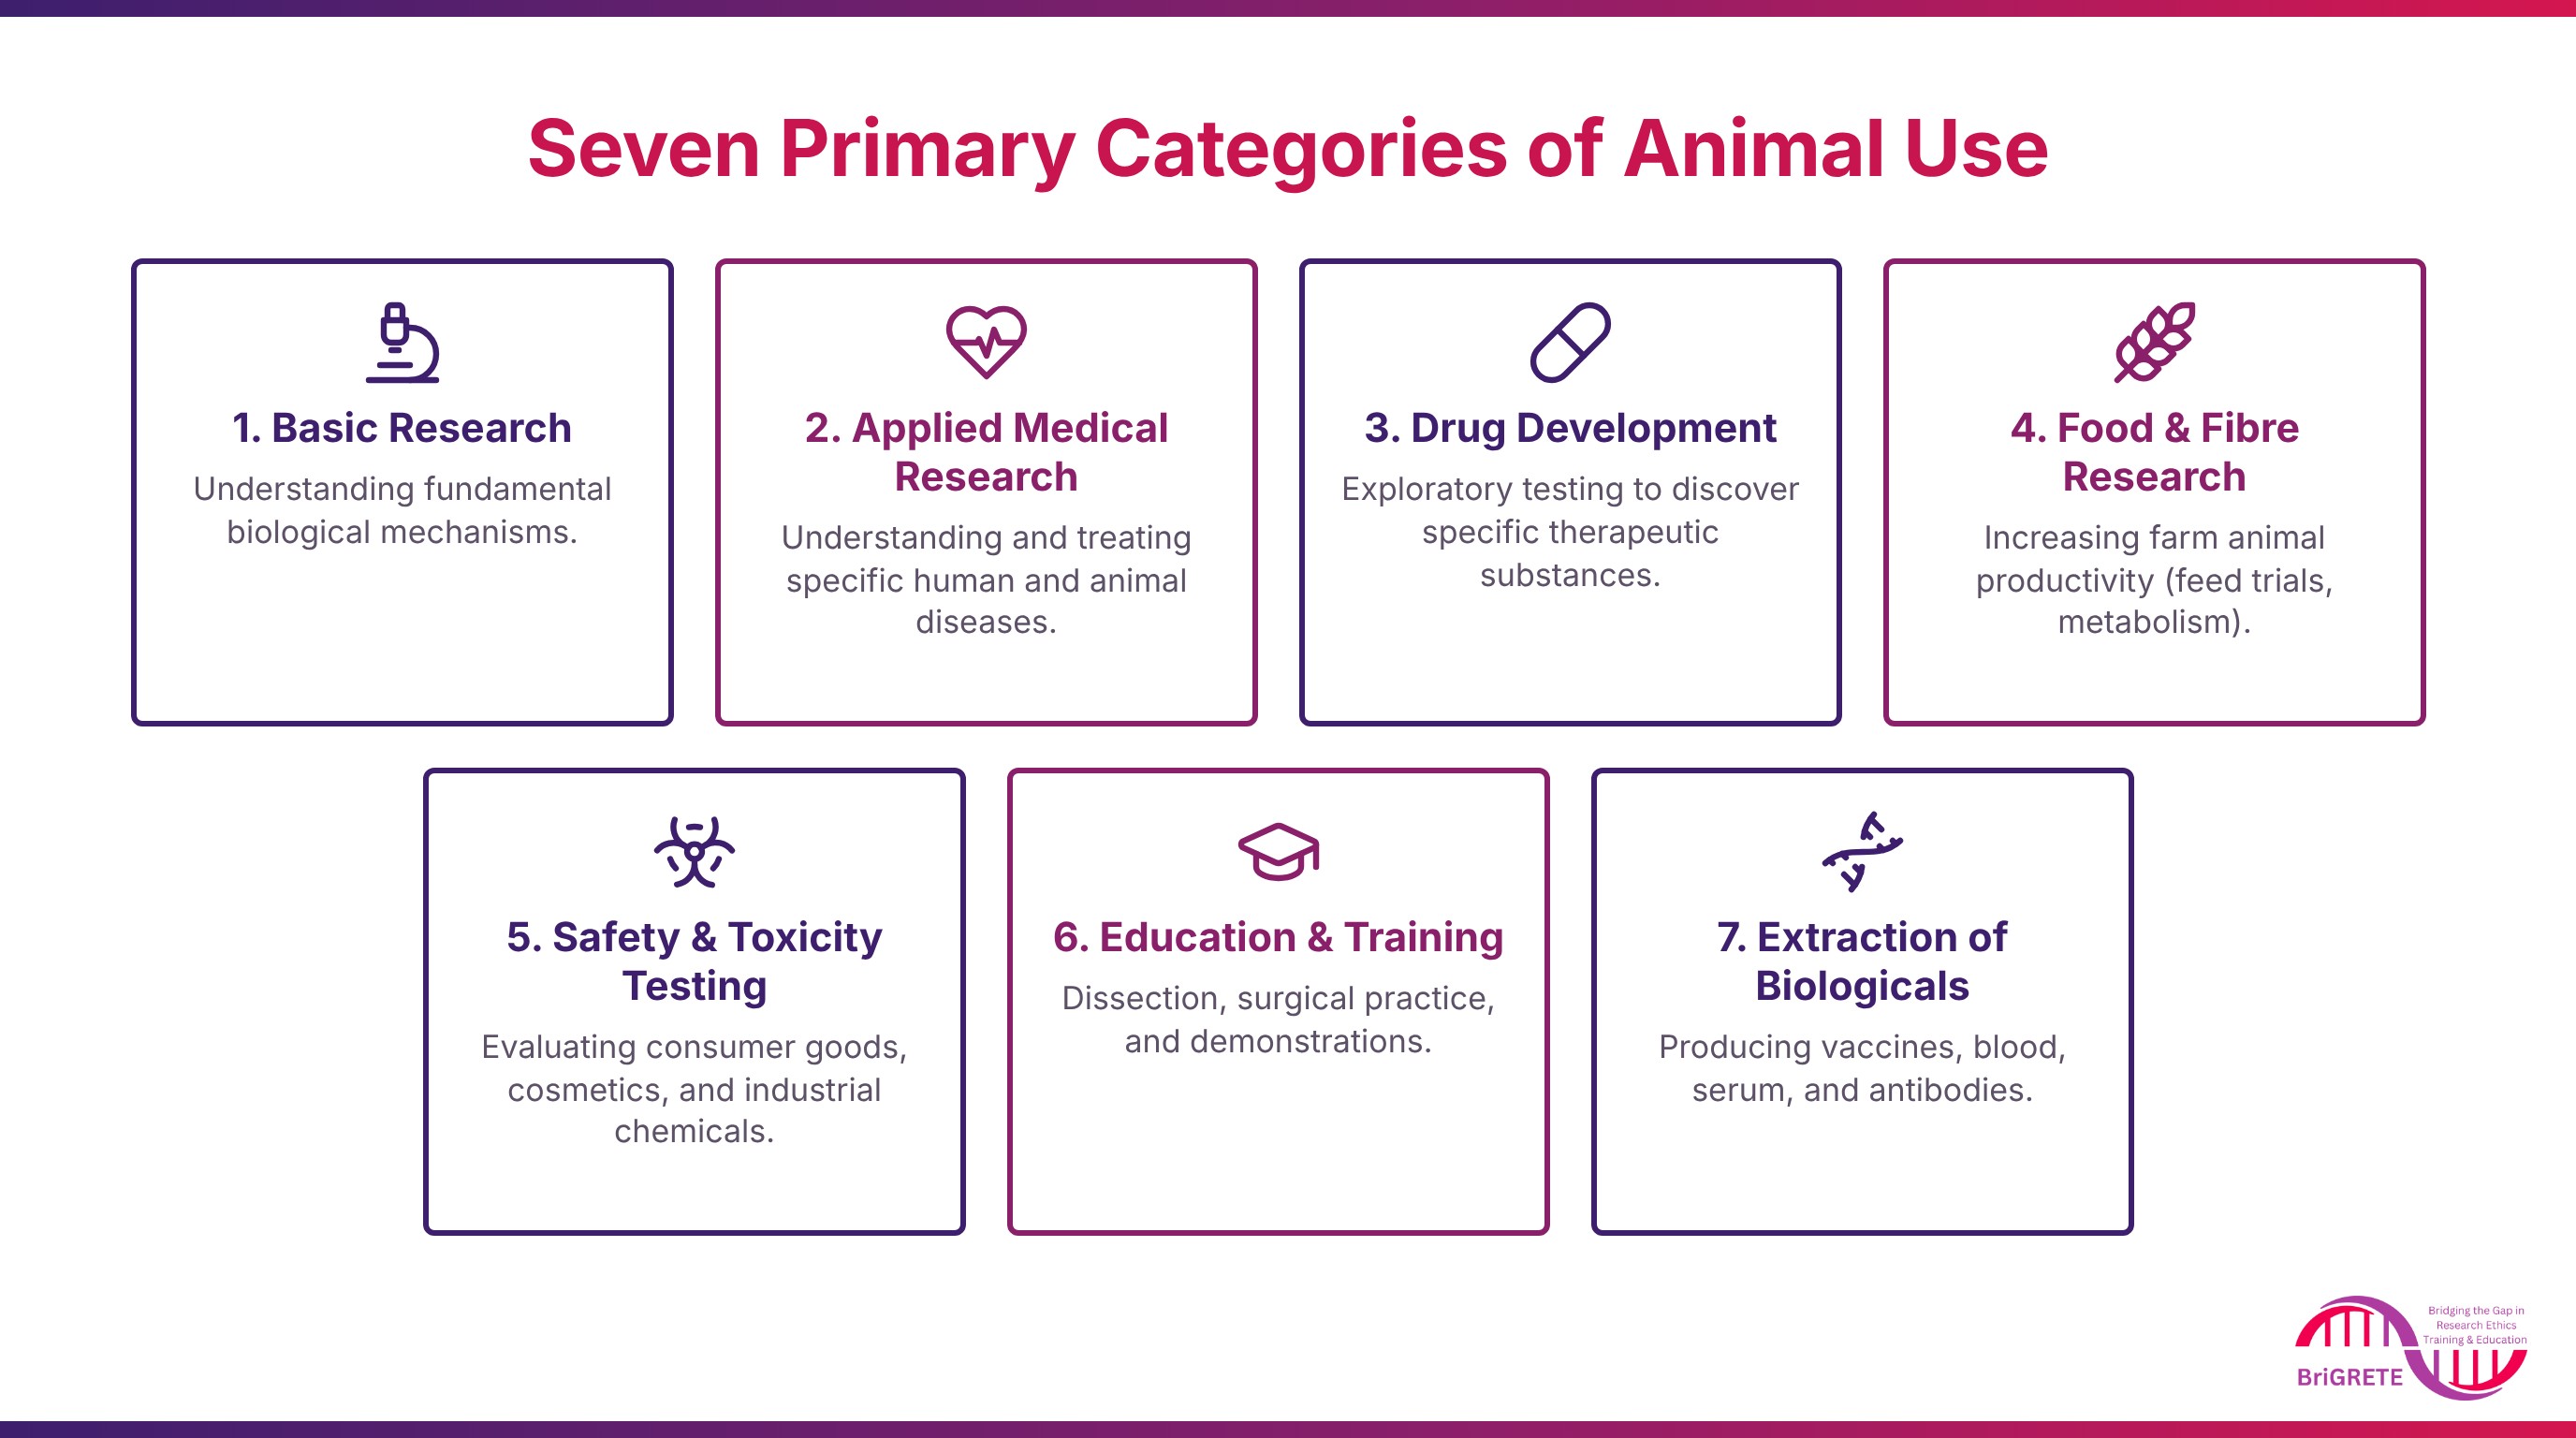 Seven Primary Categories of Animal Use
1. Basic Research
Understanding fundamental
biological mechanisms.
2. Applied Medical
Research
Understanding and treating
specific human and animal
diseases.
3. Drug Development
Exploratory testing to discover
specific therapeutic
substances.
4. Food & Fibre
Research
Increasing farm animal
productivity (feed trials,
metabolism).
5. Safety & Toxicity
Testing
Evaluating consumer goods,
cosmetics, and industrial
chemicals.
6. Education & Training
Dissection, surgical practice,
and demonstrations.
7. Extraction of
Biologicals
Producing vaccines, blood,
serum, and antibodies.
Bridging the Gap in
Research Ethics
Training & Education
BriGRETE